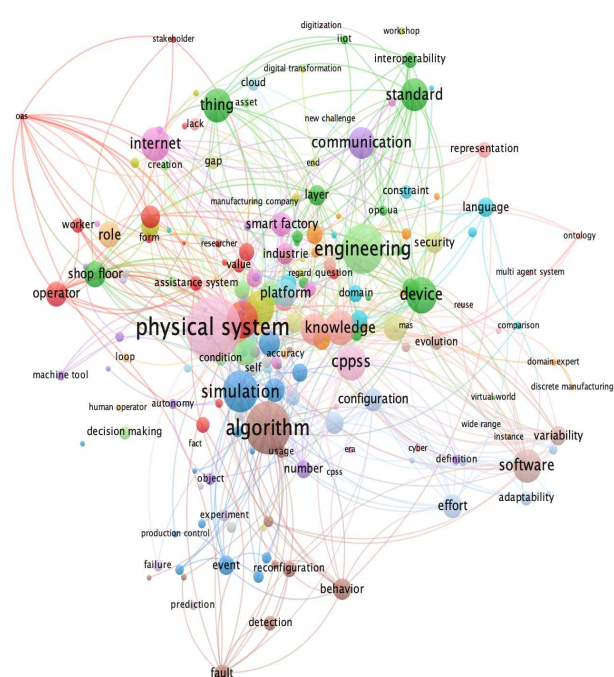 digitization
workshop
stakeholder
iiot
interoperability
digital transformation
cloud
standard
thing
asset
oas
lack
new challenge
internet
communication
representation
creation
gap
end
layer
constraint
manufacturing company
opc ua
language
worker
role
form
smart factory
researcher
engineering
security
ontology
value
industrie
shop floor
regard
question
multi agent system
assistance system
operator
platform
domain
device
reuse
physical system
knowledge
mas
comparison
evolution
condition
accuracy
loop
self
cppss
domain expert
machine tool
simulation
discrete manufacturing
virtual world
human operator
autonomy
configuration
decision making
algorithm
wide range
fact
instance
variability
usage
era
cyber
number
cpss
definition
software
object
adaptability
effort
experiment
production control
failure
event
reconfiguration
behavior
prediction
detection
fault